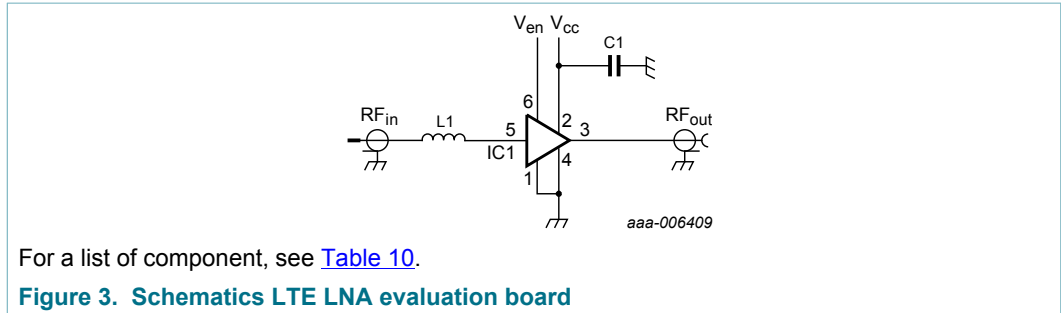 Ven Vcc
C1
6
RFin
L1
5
2
3
RFout
IC1
4
1
aaa-006409
For a list of component, see Table 10.
Figure 3. Schematics LTE LNA evaluation board